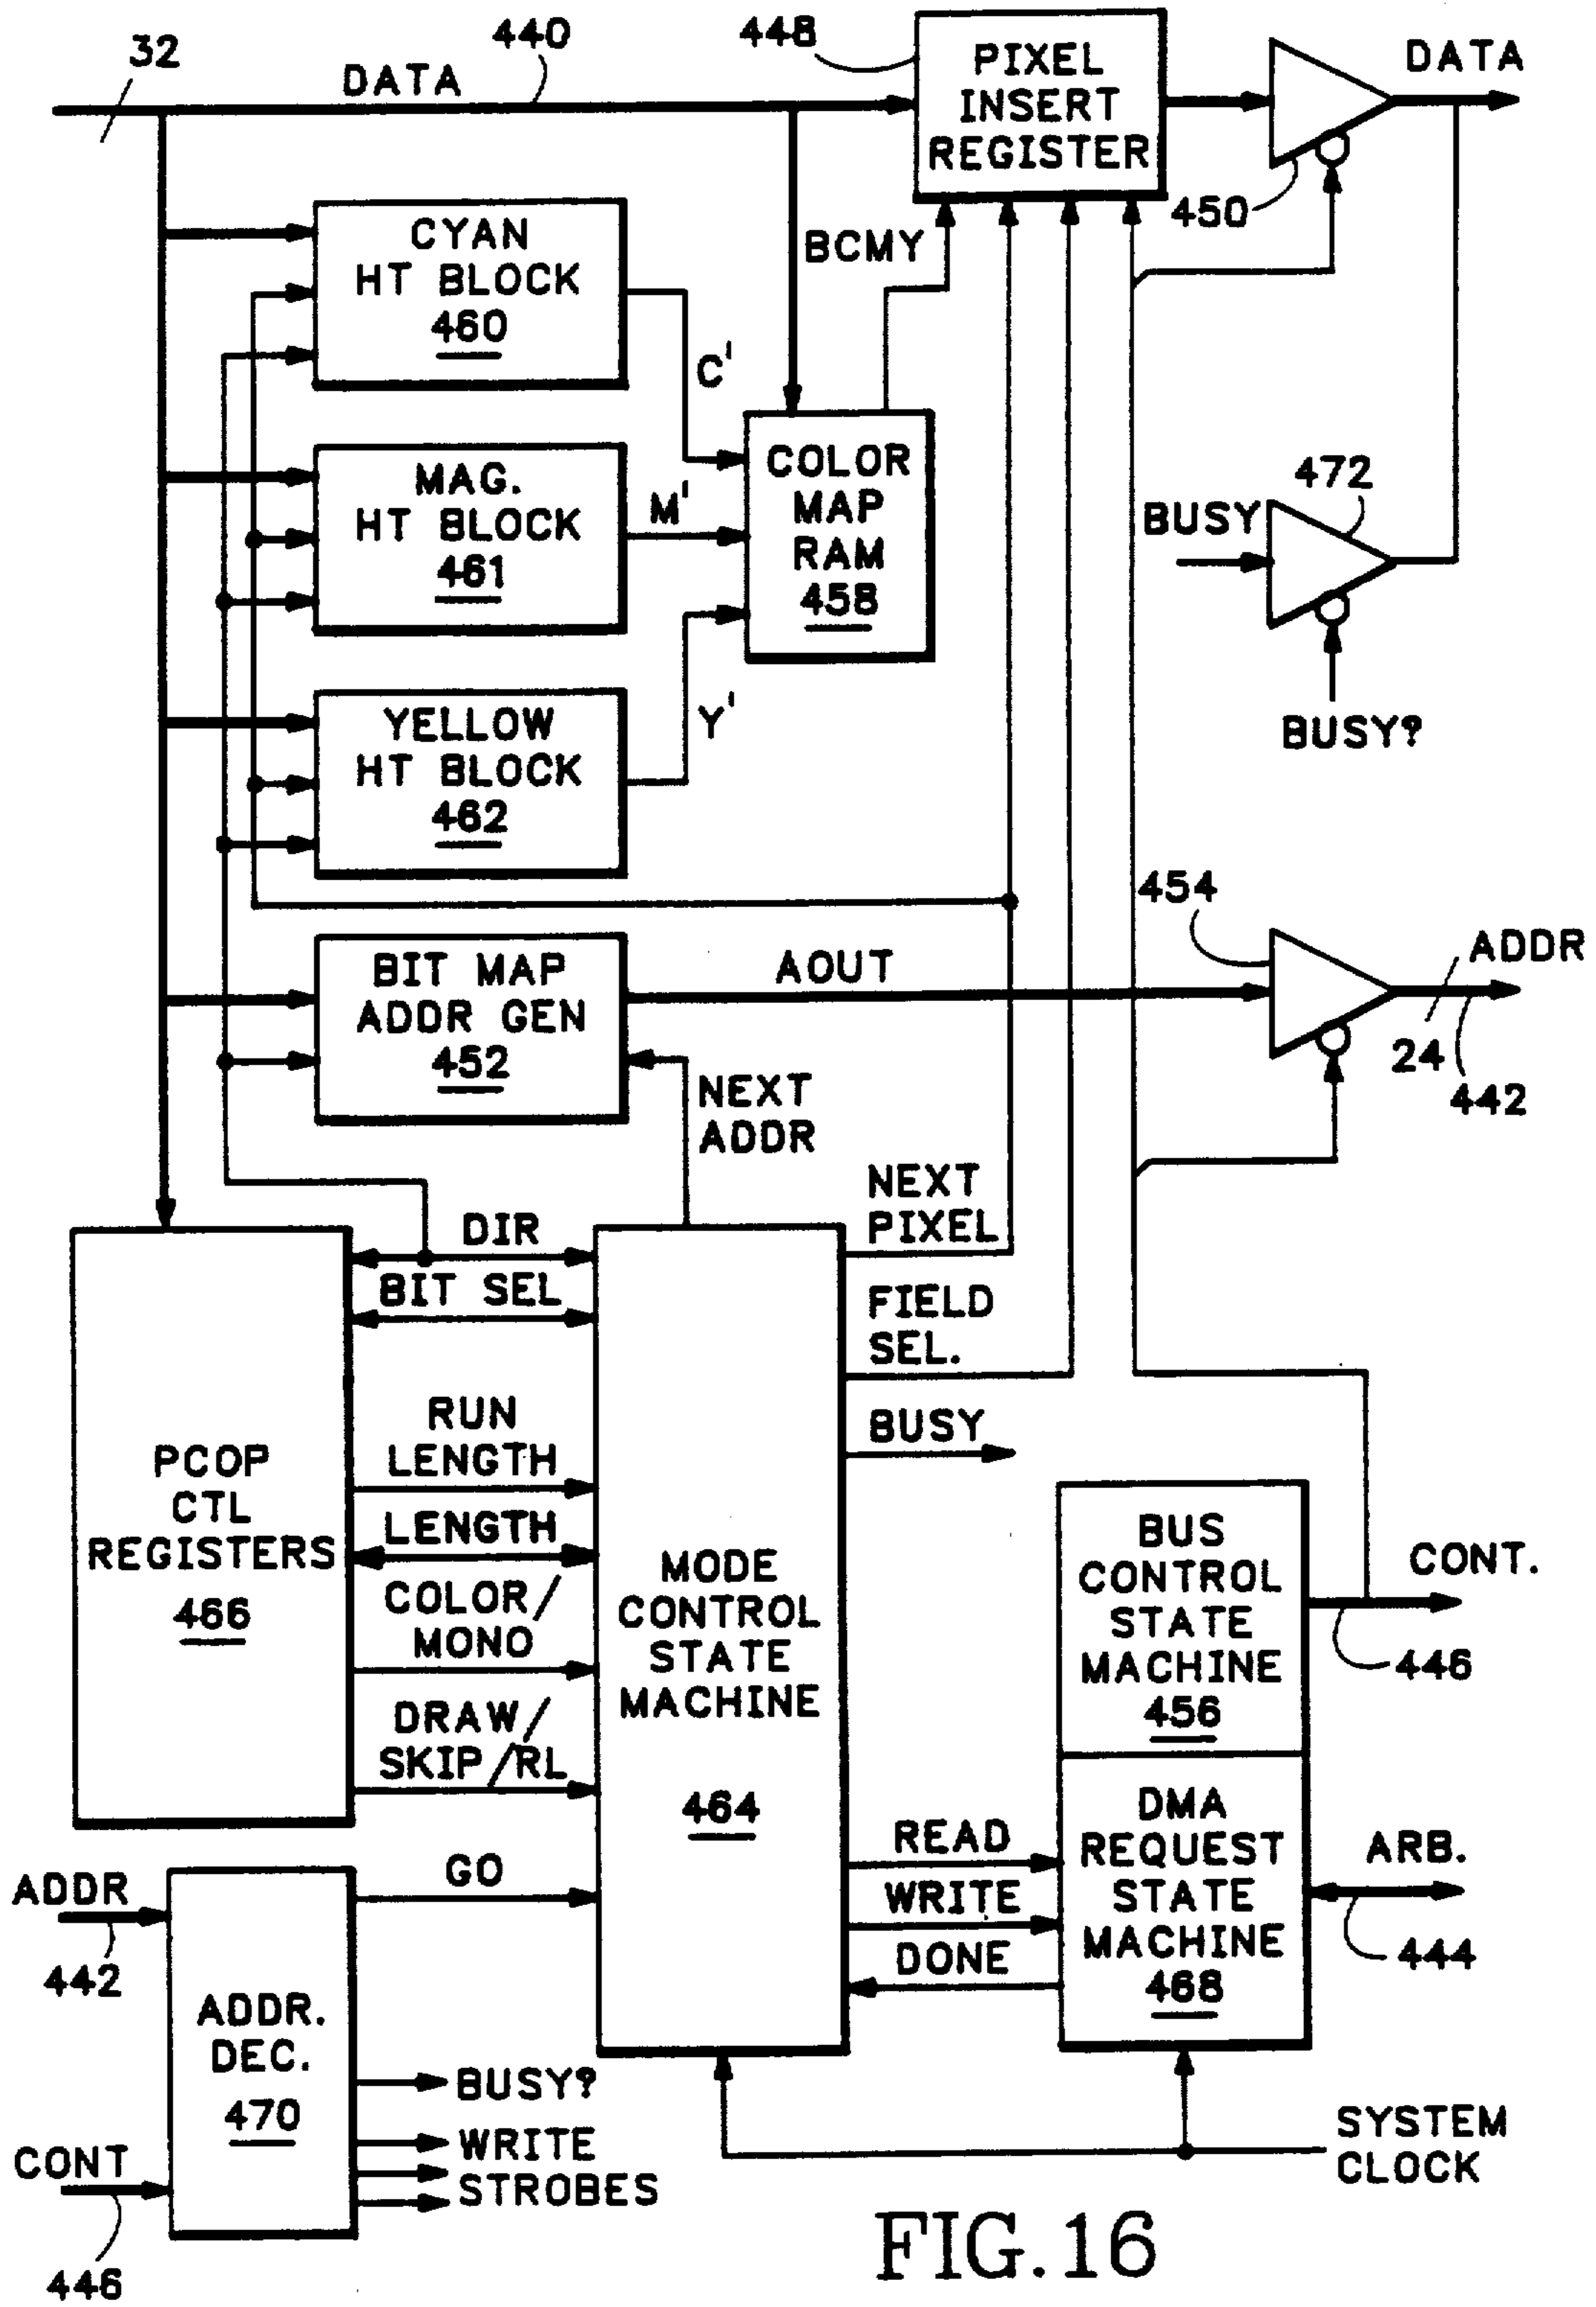 32
DATA
440
448
PIXEL
INSERT
REGISTER
DATA
450
CYAN
HT BLOCK
460
BCMY
C'
MAG.
HT BLOCK
461
M'
COLOR
MAP
RAM
458
BUSY
472
BUSY?
YELLOW
HT BLOCK
462
Y'
454
BIT MAP
ADDR GEN
452
AOUT
ADDR
24
442
NEXT
ADDR
NEXT
PIXEL
DIR
BIT SEL
FIELD
SEL.
RUN
LENGTH
BUSY
PCOP
CTL
REGISTERS
466
LENGTH
COLOR/
MONO
DRAW/
SKIP/RL
MODE
CONTROL
STATE
MACHINE
464
BUS
CONTROL
STATE
MACHINE
456
CONT.
446
DMA
REQUEST
STATE
MACHINE
468
READ
WRITE
DONE
ARB.
444
GO
ADDR
442
ADDR.
DEC.
470
BUSY?
WRITE
STROBES
CONT
446
SYSTEM
CLOCK
FIG.16